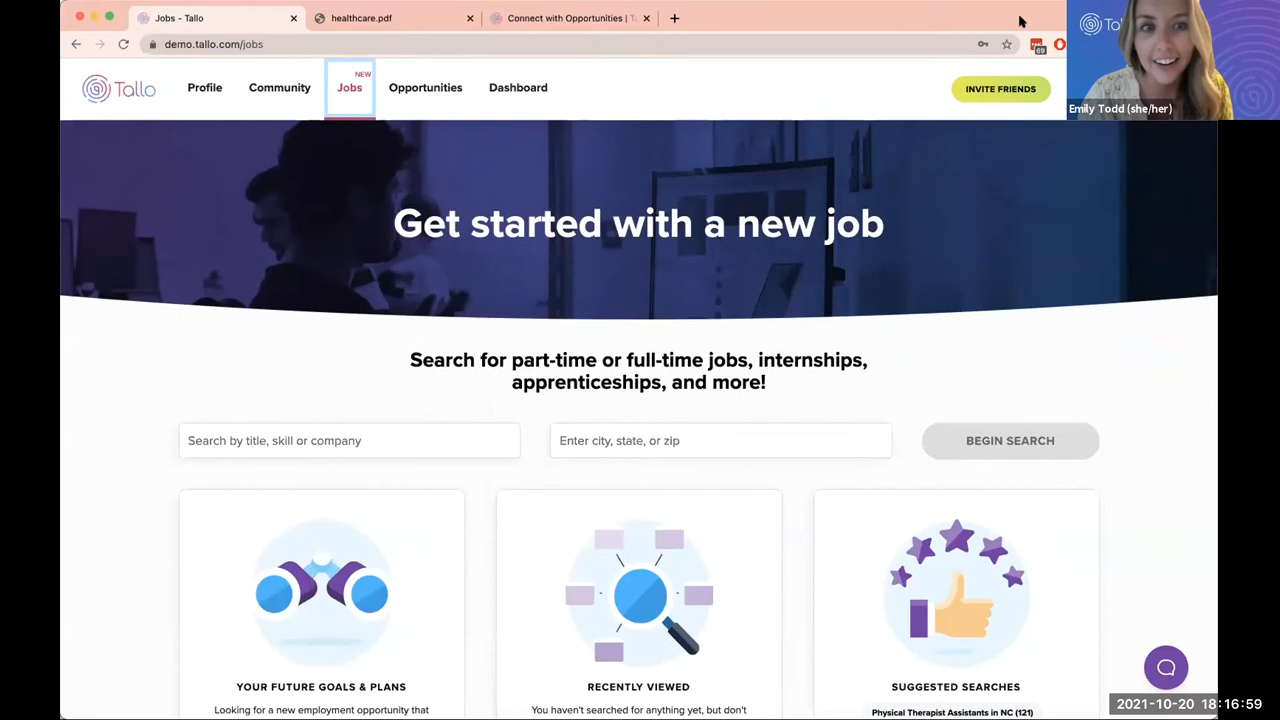 Jobs - Tallo
healthcare.pdf
Connect with Opportunities | T
demo.tallo.com/jobs
69
Tallo
Profile
Community
NEW
Jobs
Opportunities
Dashboard
INVITE FRIENDS
Tal
Emily Todd (she/her)
Get started with a new job
Search for part-time or full-time jobs, internships,
apprenticeships, and more!
Search by title, skill or company
Enter city, state, or zip
BEGIN SEARCH
YOUR FUTURE GOALS & PLANS
Looking for a new employment opportunity that
RECENTLY VIEWED
You haven't searched for anything yet, but don't
SUGGESTED SEARCHES
Physical Therapist Assistants in NC (121)
2021-10-20 18:16:59